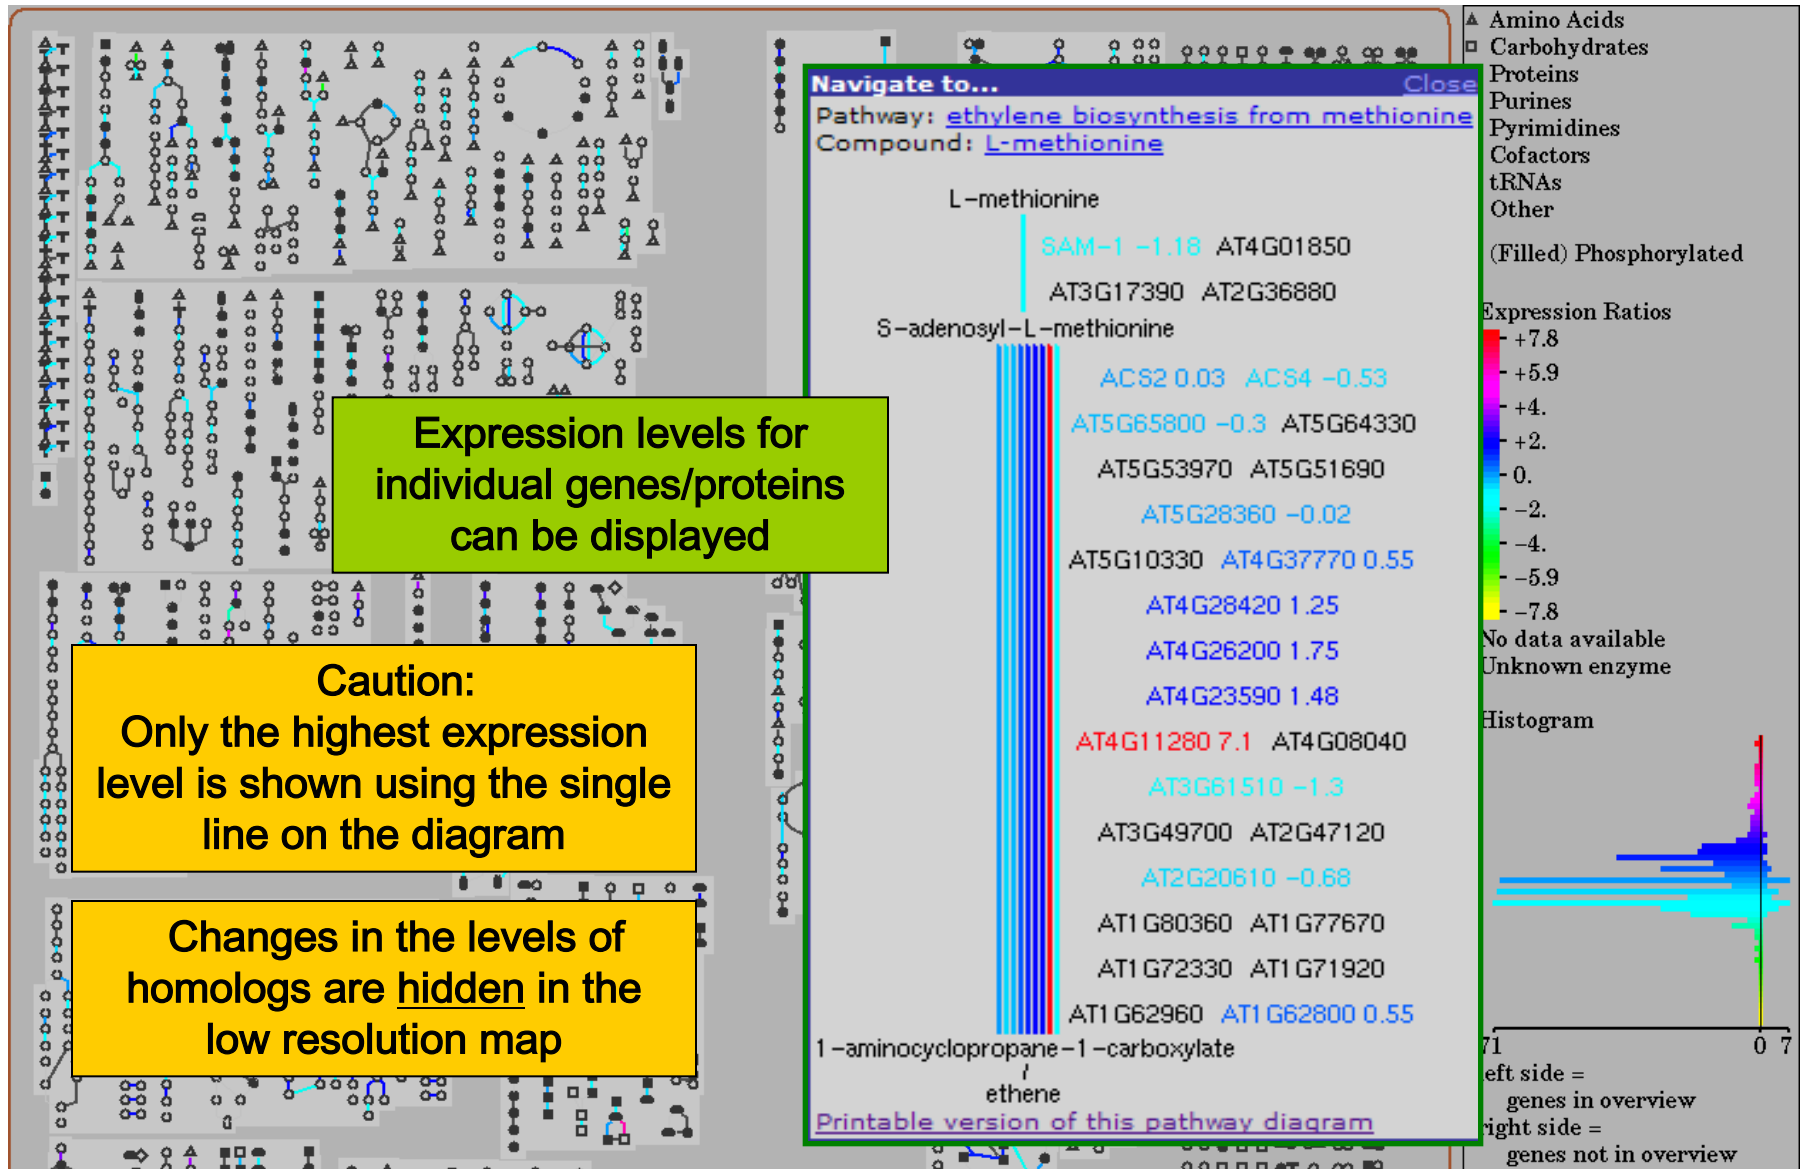 Navigate to... Close
Pathway: ethylene biosynthesis from methionine
Compound: L-methionine
L-methionine
SAM-1 -1.18 AT4G01850
AT3G17390 AT2G36880
S-adenosyl-L-methionine
ACS2 0.03 ACS4 -0.53
AT5G65800 -0.3 AT5G64330
AT5G53970 AT5G51690
AT5G28360 -0.02
AT5G10330 AT4G37770 0.55
AT4G28420 1.25
AT4G26200 1.75
AT4G23590 1.48
AT4G11280 7.1 AT4G08040
AT3G61510 -1.3
AT3G49700 AT2G47120
AT2G20610 -0.68
AT1G80360 AT1G77670
AT1G72330 AT1G71920
AT1G62960 AT1G62800 0.55
1-aminocyclopropane-1-carboxylate
ethene
Printable version of this pathway diagram
Expression levels for
individual genes/proteins
can be displayed
Caution:
Only the highest expression
level is shown using the single
line on the diagram
Changes in the levels of
homologs are hidden in the
low resolution map
Amino Acids
Carbohydrates
Proteins
Purines
Pyrimidines
Cofactors
tRNAs
Other
(Filled) Phosphorylated
Expression Ratios
+7.8
+5.9
+4.
+2.
0.
-2.
-4.
-5.9
-7.8
No data available
Unknown enzyme
Histogram
71 0 7
left side =
genes in overview
right side =
genes not in overview